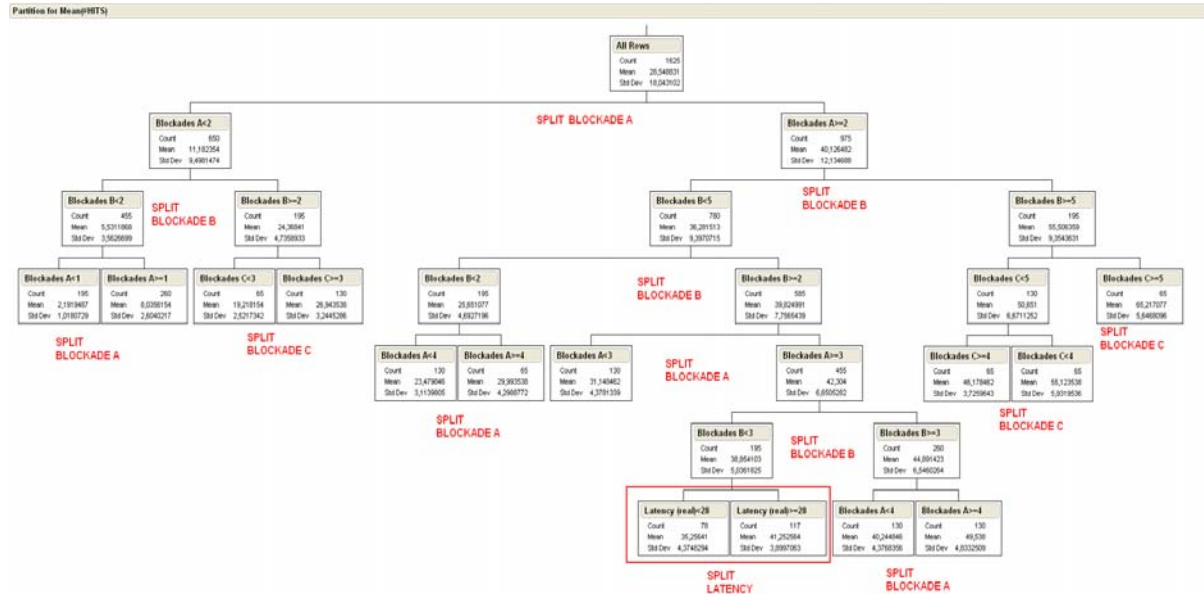 Partition for Mean(#HITS)
All Rows
Count 1625
Mean 28,548831
Std Dev 18,043102
SPLIT BLOCKADE A
Blockades A<2
Count 650
Mean 11,182354
Std Dev 9,4981474
Blockades A>=2
Count 975
Mean 40,126482
Std Dev 12,134688
SPLIT
BLOCKADE B
SPLIT
BLOCKADE B
Blockades B<2
Count 455
Mean 5,5311868
Std Dev 3,5626899
Blockades B>=2
Count 195
Mean 24,36841
Std Dev 4,7358933
Blockades B<5
Count 780
Mean 36,281513
Std Dev 9,3970715
Blockades B>=5
Count 195
Mean 55,506359
Std Dev 9,3543631
Blockades A<1
Count 195
Mean 2,1919487
Std Dev 1,0180729
Blockades A>=1
Count 260
Mean 8,0356154
Std Dev 2,6040217
Blockades C<3
Count 65
Mean 19,218154
Std Dev 2,5217342
Blockades C>=3
Count 130
Mean 26,943538
Std Dev 3,2445286
SPLIT
BLOCKADE A
SPLIT
BLOCKADE C
Blockades B<2
Count 195
Mean 25,651077
Std Dev 4,6927196
SPLIT
BLOCKADE B
Blockades B>=2
Count 585
Mean 39,824991
Std Dev 7,7565439
Blockades C<5
Count 130
Mean 50,651
Std Dev 6,6711252
Blockades C>=5
Count 65
Mean 65,217077
Std Dev 5,6468096
SPLIT
BLOCKADE C
Blockades A<4
Count 130
Mean 23,479846
Std Dev 3,1139805
Blockades A>=4
Count 65
Mean 29,993538
Std Dev 4,2988772
Blockades A<3
Count 130
Mean 31,148462
Std Dev 4,3781339
SPLIT
BLOCKADE A
Blockades A>=3
Count 455
Mean 42,304
Std Dev 6,6505282
Blockades C>=4
Count 65
Mean 46,178462
Std Dev 3,7259643
Blockades C<4
Count 65
Mean 55,123538
Std Dev 5,9319536
SPLIT
BLOCKADE A
SPLIT
BLOCKADE C
Blockades B<3
Count 195
Mean 38,854103
Std Dev 5,0361825
SPLIT
BLOCKADE B
Blockades B>=3
Count 260
Mean 44,891423
Std Dev 6,5460264
Latency (real)<28
Count 78
Mean 35,25641
Std Dev 4,3748294
Latency (real)>=28
Count 117
Mean 41,252564
Std Dev 3,8997063
Blockades A<4
Count 130
Mean 40,244846
Std Dev 4,3768356
Blockades A>=4
Count 130
Mean 49,538
Std Dev 4,8332509
SPLIT
LATENCY
SPLIT
BLOCKADE A